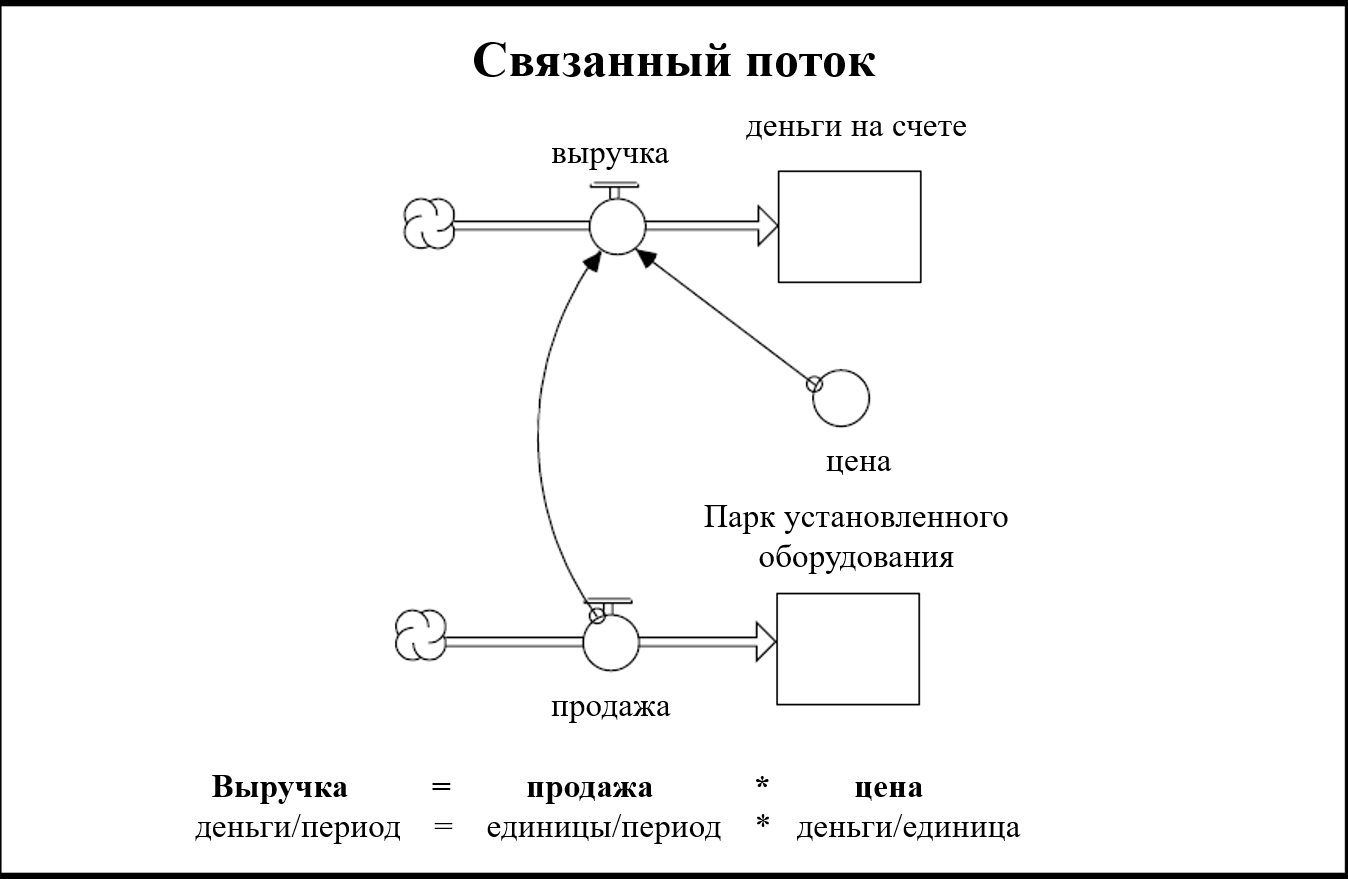 Связанный поток
деньги на счете
выручка
цена
Парк установленного
оборудования
продажа
Выручка = продажа * цена
деньги/период = единицы/период * деньги/единица